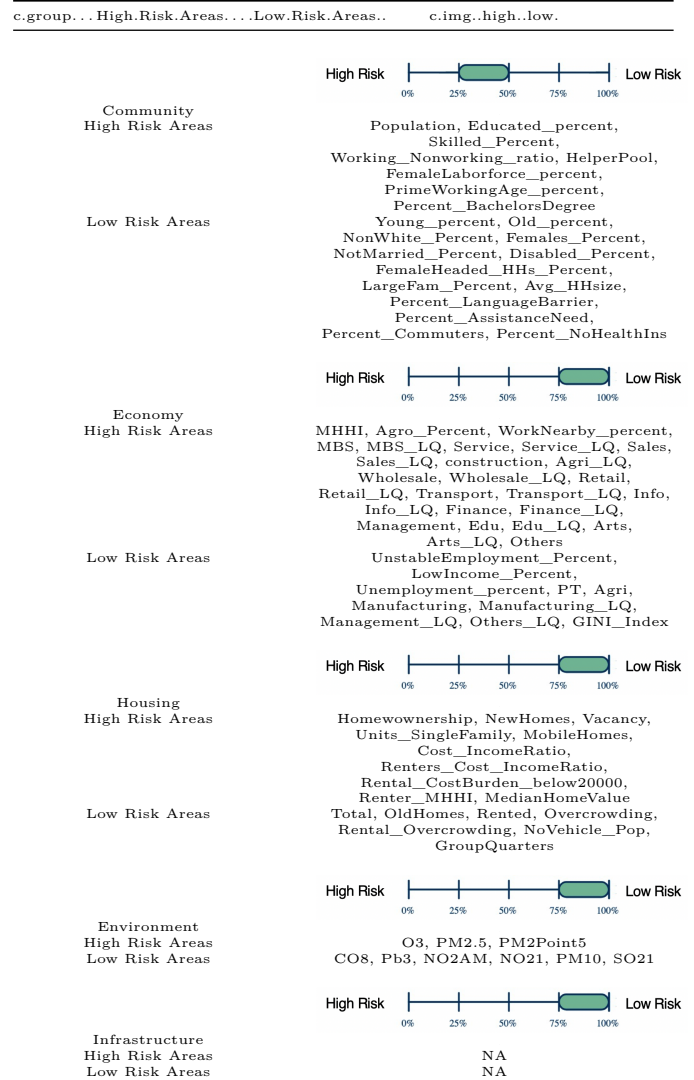 c.group. . . High.Risk.Areas. . . .Low.Risk.Areas.. c.img..high..low.
High Risk Low Risk
0% 25% 50% 75% 100%
Community
High Risk Areas Population, Educated_percent,
Skilled_Percent,
Working_Nonworking_ratio, HelperPool,
FemaleLaborforce_percent,
PrimeWorkingAge_percent,
Percent_BachelorsDegree
Low Risk Areas Young_percent, Old_percent,
NonWhite_Percent, Females_Percent,
NotMarried_Percent, Disabled_Percent,
FemaleHeaded_HHs_Percent,
LargeFam_Percent, Avg_HHsize,
Percent_LanguageBarrier,
Percent_AssistanceNeed,
Percent_Commuters, Percent_NoHealthIns
High Risk Low Risk
0% 25% 50% 75% 100%
Economy
High Risk Areas MHHI, Agro_Percent, WorkNearby_percent,
MBS, MBS_LQ, Service, Service_LQ, Sales,
Sales_LQ, construction, Agri_LQ,
Wholesale, Wholesale_LQ, Retail,
Retail_LQ, Transport, Transport_LQ, Info,
Info_LQ, Finance, Finance_LQ,
Management, Edu, Edu_LQ, Arts,
Arts_LQ, Others
Low Risk Areas UnstableEmployment_Percent,
LowIncome_Percent,
Unemployment_percent, PT, Agri,
Manufacturing, Manufacturing_LQ,
Management_LQ, Others_LQ, GINI_Index
High Risk Low Risk
0% 25% 50% 75% 100%
Housing
High Risk Areas Homewownership, NewHomes, Vacancy,
Units_SingleFamily, MobileHomes,
Cost_IncomeRatio,
Renters_Cost_IncomeRatio,
Rental_CostBurden_below20000,
Renter_MHHI, MedianHomeValue
Low Risk Areas Total, OldHomes, Rented, Overcrowding,
Rental_Overcrowding, NoVehicle_Pop,
GroupQuarters
High Risk Low Risk
0% 25% 50% 75% 100%
Environment
High Risk Areas O3, PM2.5, PM2Point5
Low Risk Areas CO8, Pb3, NO2AM, NO21, PM10, SO21
High Risk Low Risk
0% 25% 50% 75% 100%
Infrastructure
High Risk Areas NA
Low Risk Areas NA